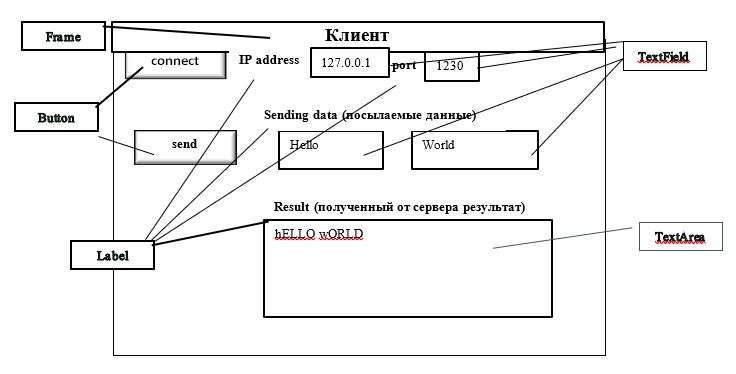 Frame
Клиент
connect
IP address
127.0.0.1
port
1230
TextField
Button
Sending data (посылаемые данные)
send
Hello
World
Result (полученный от сервера результат)
hELLO wORLD
TextArea
Label